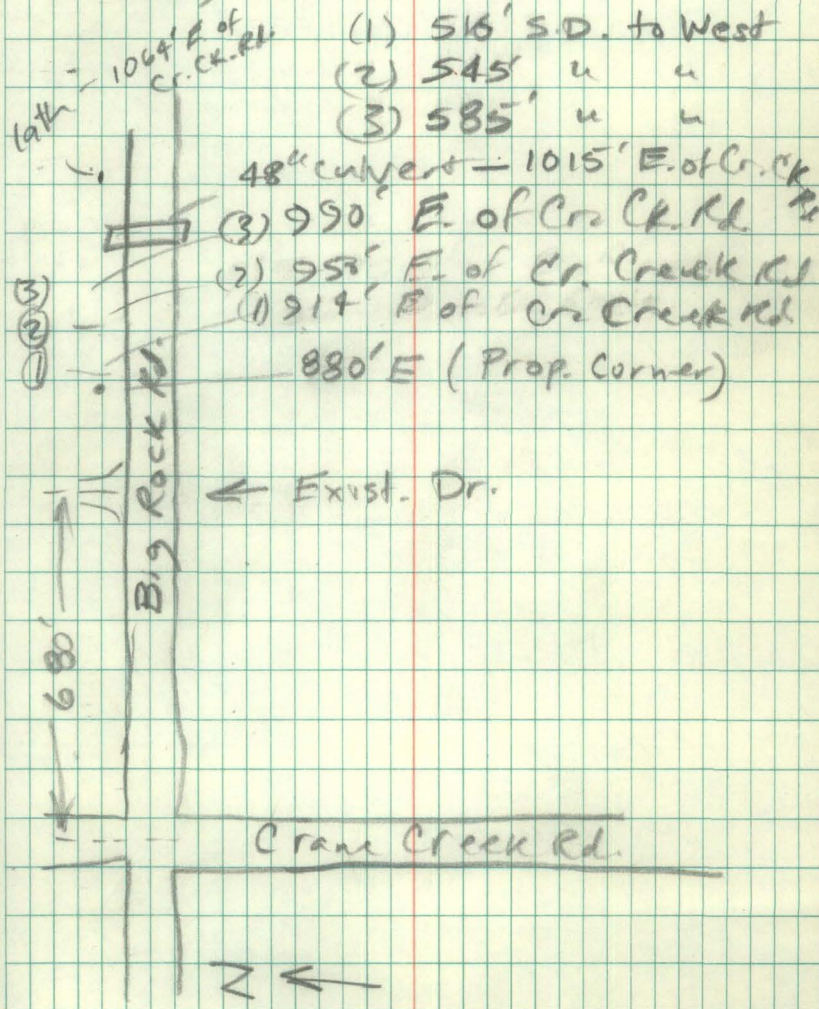 (1) 516' S.D. to West
(2) 545' " "
(3) 585' " "
lath - 1064' E. of
Cr. Ck. Rd.
48" culvert - 1015' E. of Cr. Ck Rd
(3) 990' E. of Cr. Ck. Rd.
(2) 958' E. of Cr. Creek Rd
(1) 914' E of Cr. Creek Rd.
(3)
(2)
(1)
880' E (Prop. Corner)
Big Rock Rd.
← Exist. Dr.
680'
Crane Creek Rd.
N